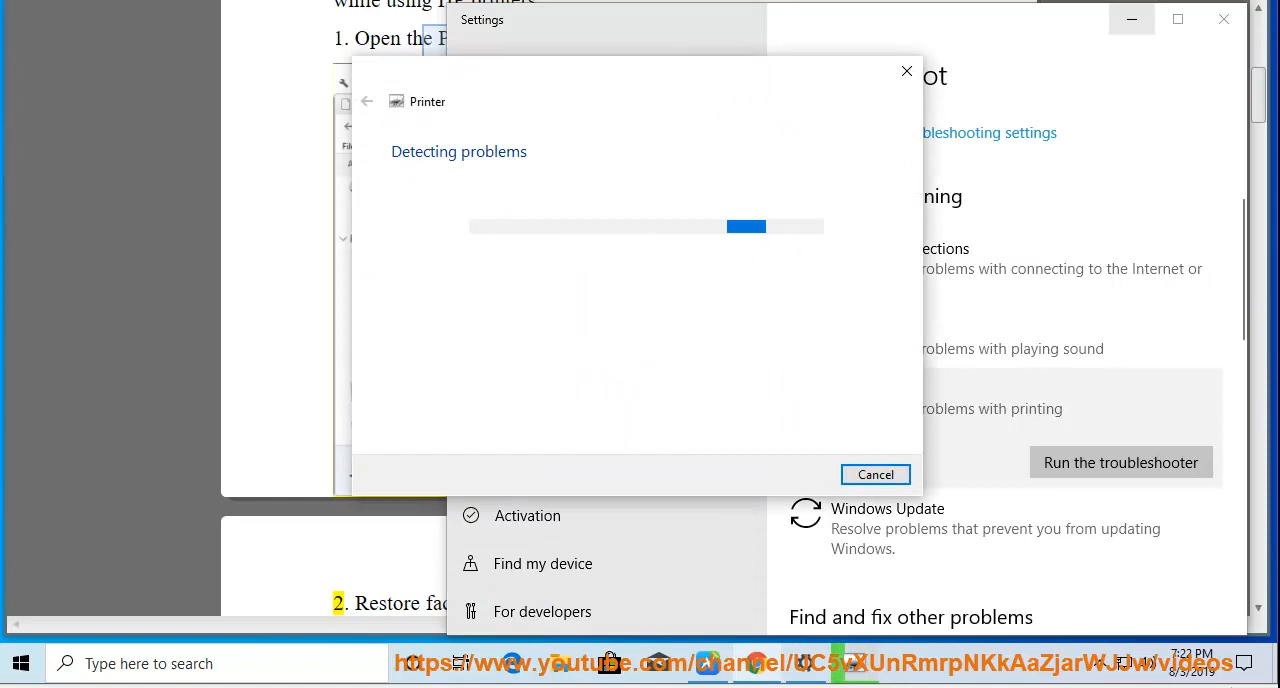 while using HP printers
1. Open the P
Settings
Printer
Detecting problems
Cancel
ot
bleshooting settings
ning
ections
roblems with connecting to the Internet or
roblems with playing sound
roblems with printing
Run the troubleshooter
Windows Update
Resolve problems that prevent you from updating
Windows.
Activation
Find my device
For developers
Find and fix other problems
2. Restore fac
Type here to search
https://www.youtube.com/channel/UC5vXUnRmrpNKkAaZjarWJJw/videos
7:22 PM
8/5/2019